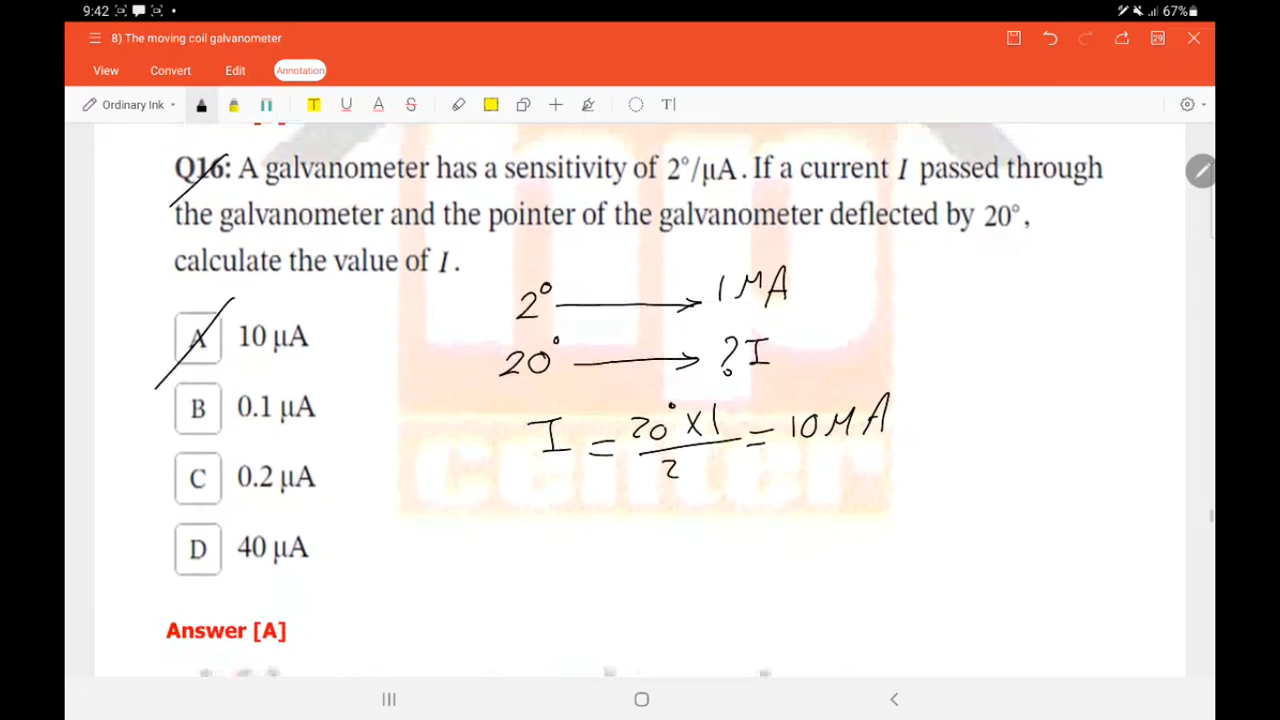 9:42
67%
8) The moving coil galvanometer
29
View Convert Edit Annotation
Ordinary Ink
Q16: A galvanometer has a sensitivity of 2°/μA. If a current I passed through
the galvanometer and the pointer of the galvanometer deflected by 20°,
calculate the value of I.
2° → 1 μA
A 10 μA
20° → ? I
B 0.1 μA
I = 20° × 1 / 2 = 10 μA
center
C 0.2 μA
D 40 μA
Answer [A]